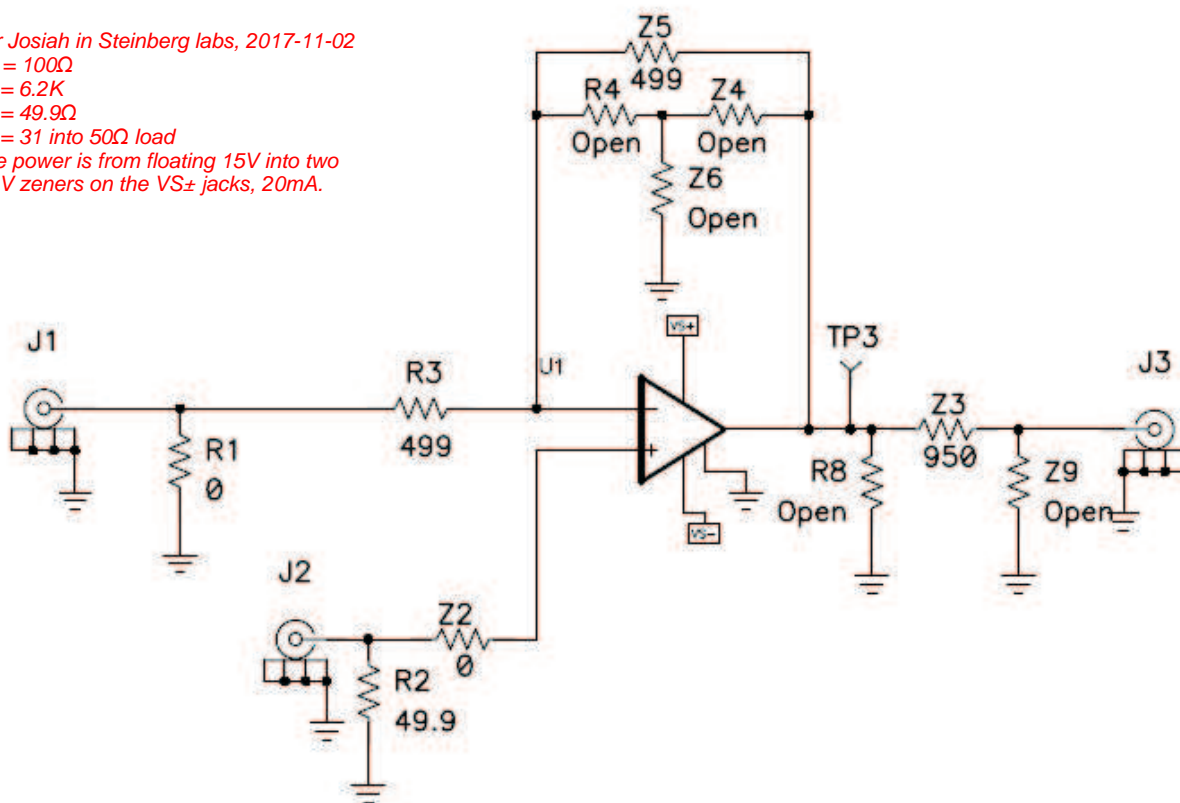 r Josiah in Steinberg labs, 2017-11-02
= 100Ω
= 6.2K
= 49.9Ω
= 31 into 50Ω load
e power is from floating 15V into two
V zeners on the VS± jacks, 20mA.
Z5
499
R4
Z4
Open
Open
Z6
Open
VS+
TP3
J1
R3
U1
J3
499
Z3
950
R1
0
R8
Open
Z9
Open
VS-
J2
Z2
0
R2
49.9